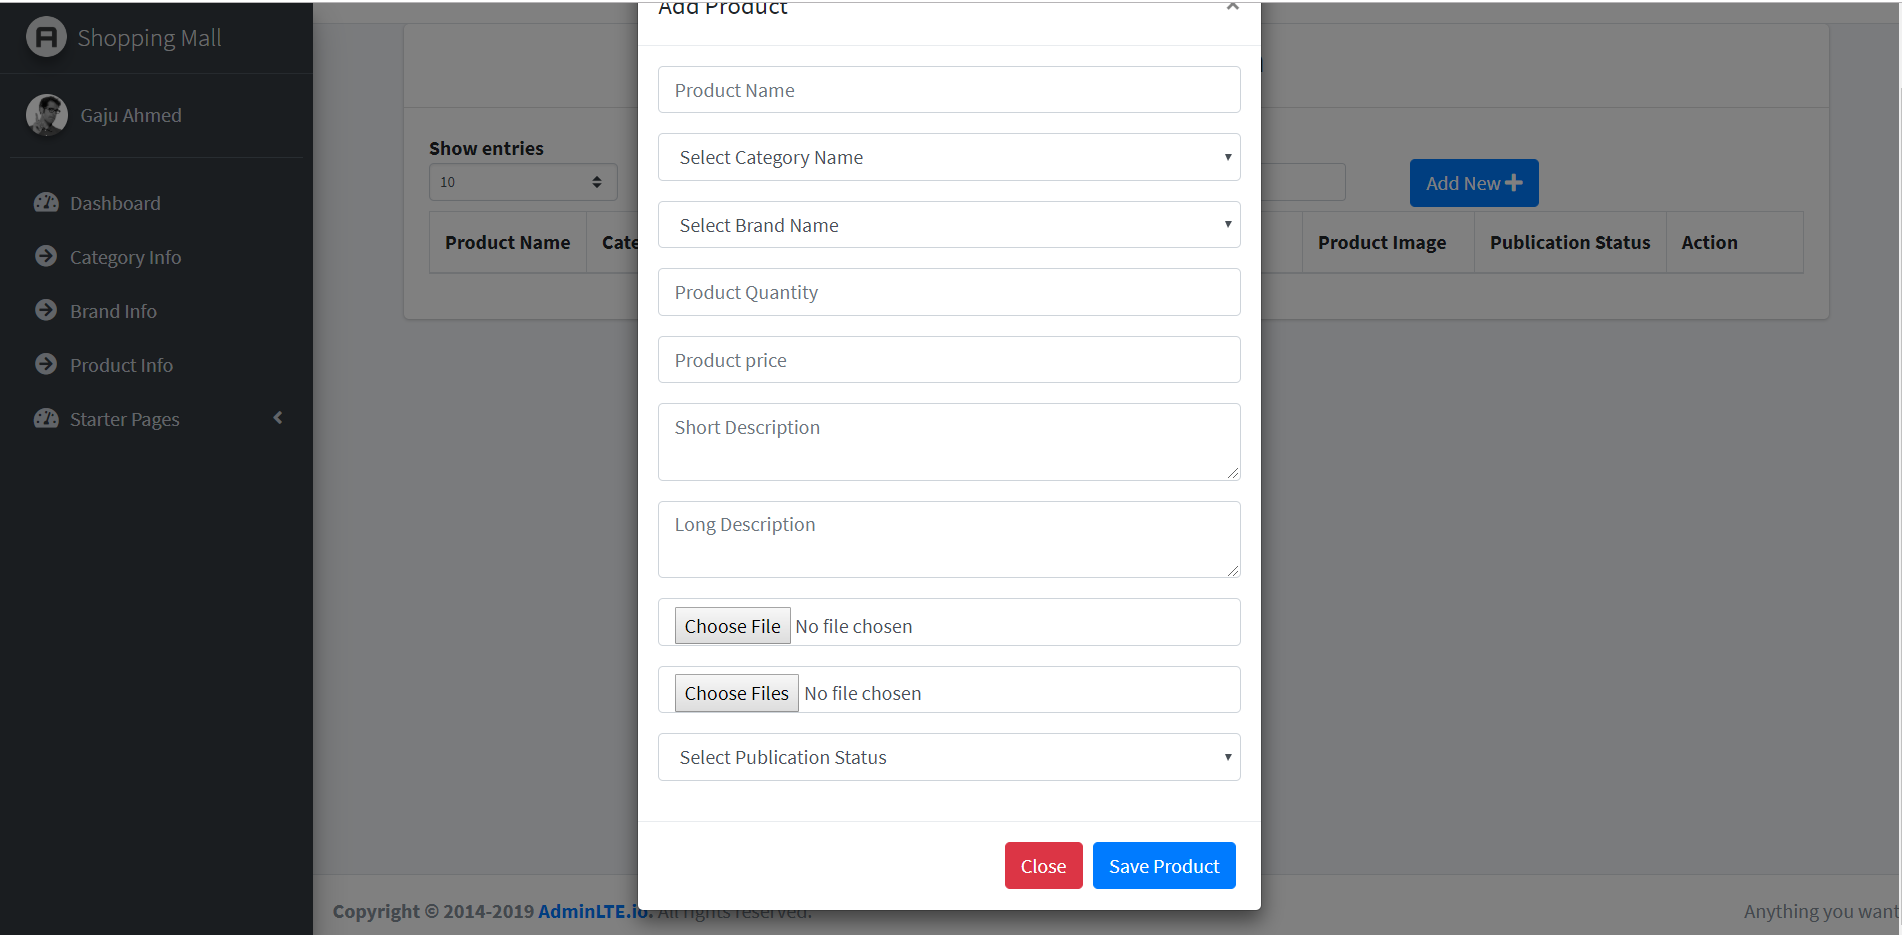 Add Product
×
Shopping Mall
Gaju Ahmed
Dashboard
Category Info
Brand Info
Product Info
Starter Pages
Show entries
10
Add New
Product Name
Cate
Product Image
Publication Status
Action
Product Name
Select Category Name
Select Brand Name
Product Quantity
Product price
Short Description
Long Description
Choose File No file chosen
Choose Files No file chosen
Select Publication Status
Close
Save Product
Copyright © 2014-2019 AdminLTE.io. All rights reserved.
Anything you want